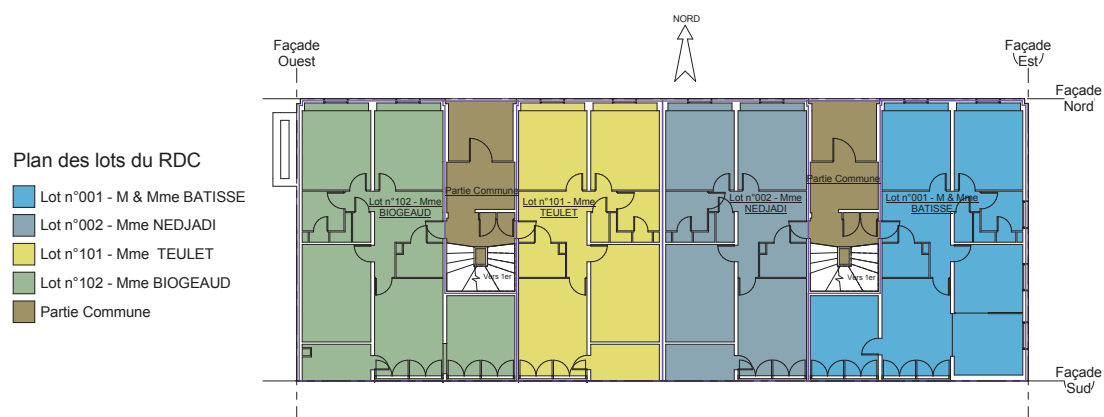 NORD
Façade
Ouest
Façade
Est
Façade
Nord
Plan des lots du RDC
Lot n°001 - M & Mme BATISSE
Lot n°002 - Mme NEDJADI
Lot n°101 - Mme  TEULET
Lot n°102 - Mme BIOGEAUD
Partie Commune
Lot n°102 - Mme
BIOGEAUD
Partie Commune
Lot n°101 - Mme
TEULET
Lot n°002 - Mme
NEDJADI
Partie Commune
Lot n°001 - M & Mme
BATISSE
Vers 1er
Vers 1er
Façade
Sud